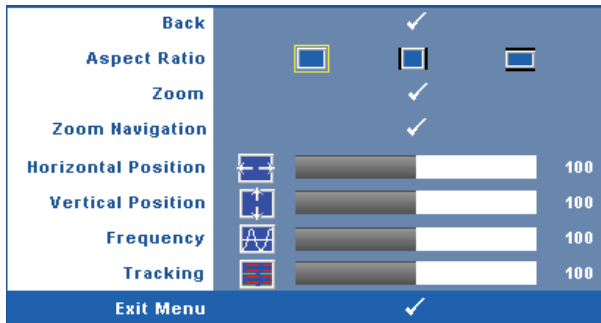 Back
Aspect Ratio
Zoom
Zoom Navigation
Horizontal Position 100
Vertical Position 100
Frequency 100
Tracking 100
Exit Menu